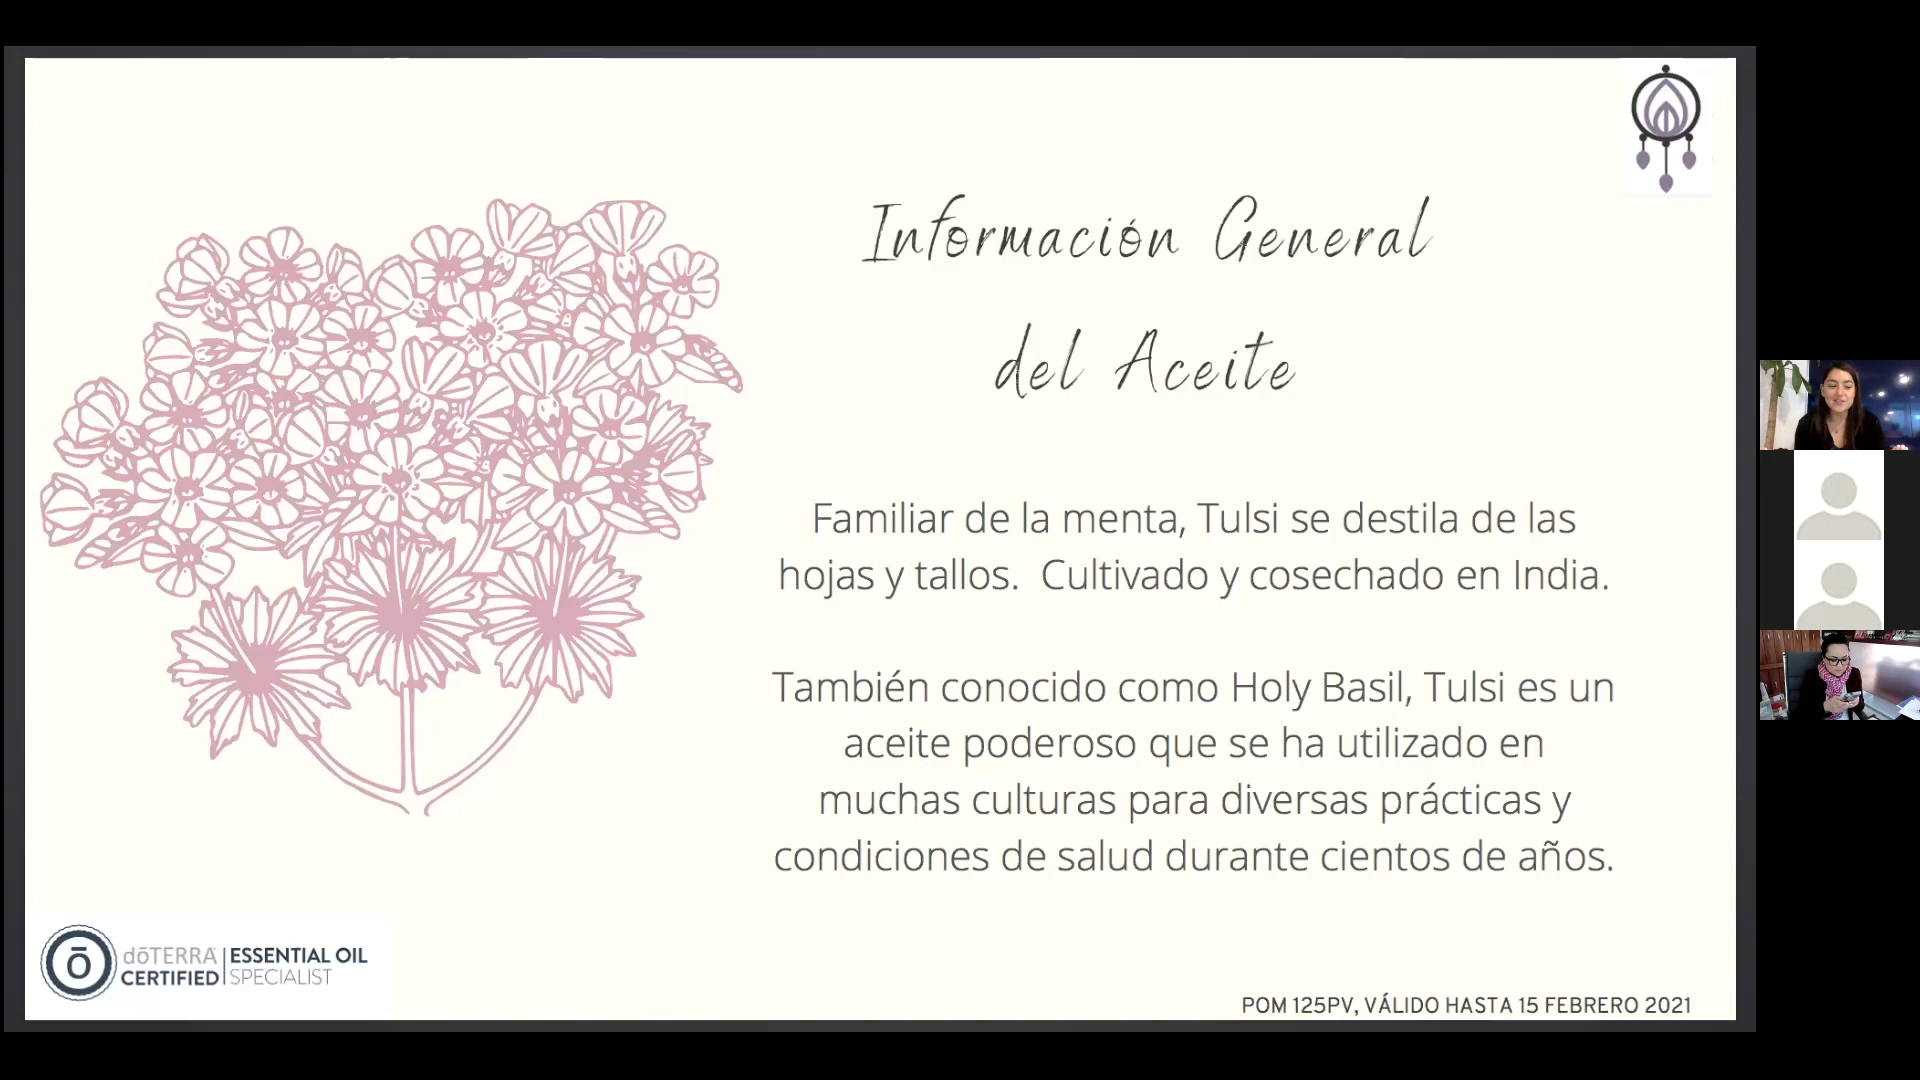 Información General
del Aceite
Familiar de la menta, Tulsi se destila de las
hojas y tallos. Cultivado y cosechado en India.
También conocido como Holy Basil, Tulsi es un
aceite poderoso que se ha utilizado en
muchas culturas para diversas prácticas y
condiciones de salud durante cientos de años.
dōTERRA | ESSENTIAL OIL
CERTIFIED | SPECIALIST
POM 125PV, VÁLIDO HASTA 15 FEBRERO 2021